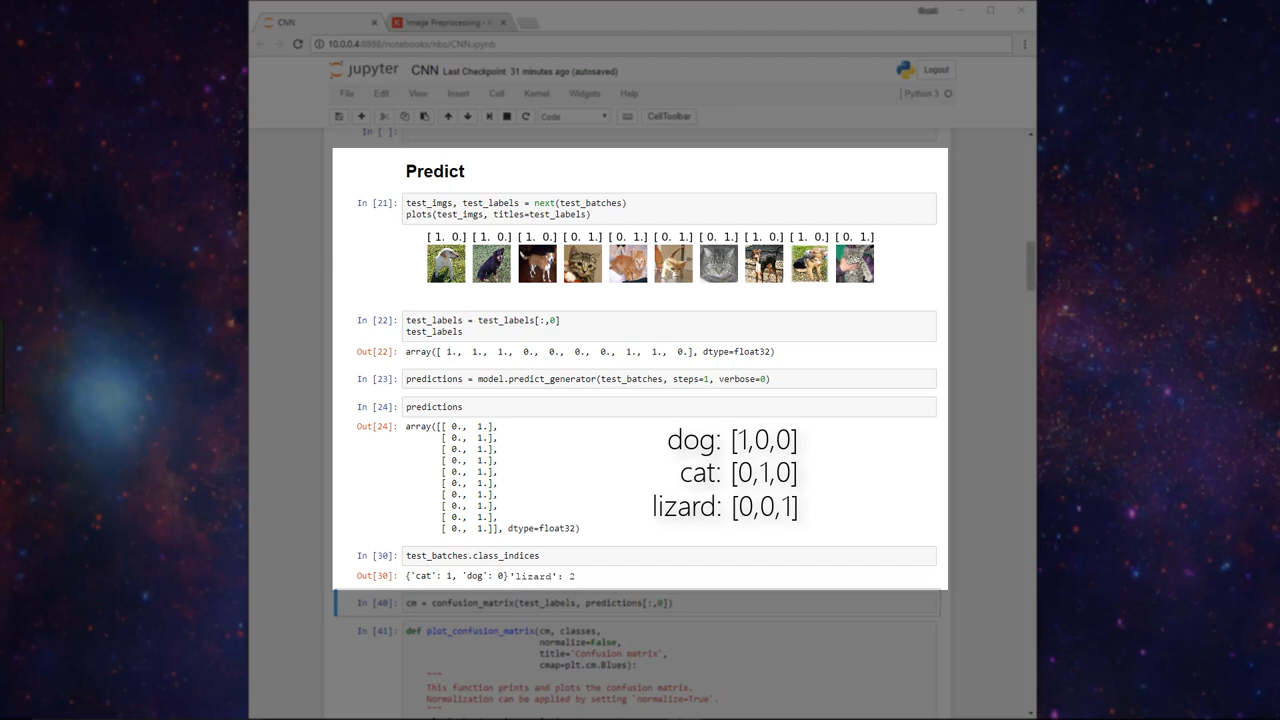 CNN
Image Preprocessing - K
10.0.0.4:8888/notebooks/nbs/CNN.ipynb
jupyter CNN Last Checkpoint: 31 minutes ago (autosaved)
Logout
File Edit View Insert Cell Kernel Widgets Help
Python 3
Code CellToolbar
In [ ]:
Predict
In [21]: test_imgs, test_labels = next(test_batches)
plots(test_imgs, titles=test_labels)
[ 1. 0.] [ 1. 0.] [ 1. 0.] [ 0. 1.] [ 0. 1.] [ 0. 1.] [ 0. 1.] [ 1. 0.] [ 1. 0.] [ 0. 1.]
In [22]: test_labels = test_labels[:,0]
test_labels
Out[22]: array([ 1., 1., 1., 0., 0., 0., 0., 1., 1., 0.], dtype=float32)
In [23]: predictions = model.predict_generator(test_batches, steps=1, verbose=0)
In [24]: predictions
Out[24]: array([[ 0., 1.],
[ 0., 1.],
[ 0., 1.],
[ 0., 1.],
[ 0., 1.],
[ 0., 1.],
[ 0., 1.],
[ 0., 1.],
[ 0., 1.],
[ 0., 1.]], dtype=float32)
dog: [1,0,0]
cat: [0,1,0]
lizard: [0,0,1]
In [30]: test_batches.class_indices
Out[30]: {'cat': 1, 'dog': 0}'lizard': 2
In [40]: cm = confusion_matrix(test_labels, predictions[:,0])
In [41]: def plot_confusion_matrix(cm, classes,
normalize=False,
title='Confusion matrix',
cmap=plt.cm.Blues):
"""
This function prints and plots the confusion matrix.
Normalization can be applied by setting `normalize=True`.
"""